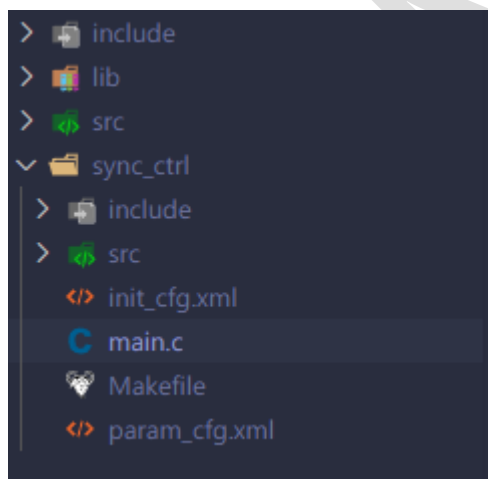 include
lib
src
sync_ctrl
include
src
init_cfg.xml
main.c
Makefile
param_cfg.xml